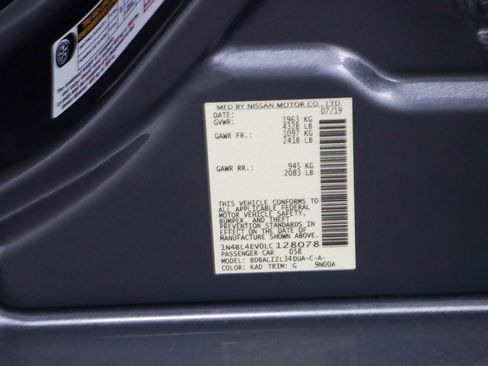 MFD BY NISSAN MOTOR CO., LTD.
DATE: 07/19
GVWR: 1963 KG
4328 LB
GAWR FR: 1097 KG
2418 LB
GAWR RR: 945 KG
2083 LB
THIS VEHICLE CONFORMS TO
ALL APPLICABLE FEDERAL
MOTOR VEHICLE SAFETY,
BUMPER, AND THEFT
PREVENTION STANDARDS
IN EFFECT ON THE DATE OF
MANUFACTURE SHOWN ABOVE.
1N4BL4EV0LC128078
PASSENGER CAR 058
MODEL: BDBALIZL34DUA-C-A-
COLOR: KAD TRIM: G 9N00A